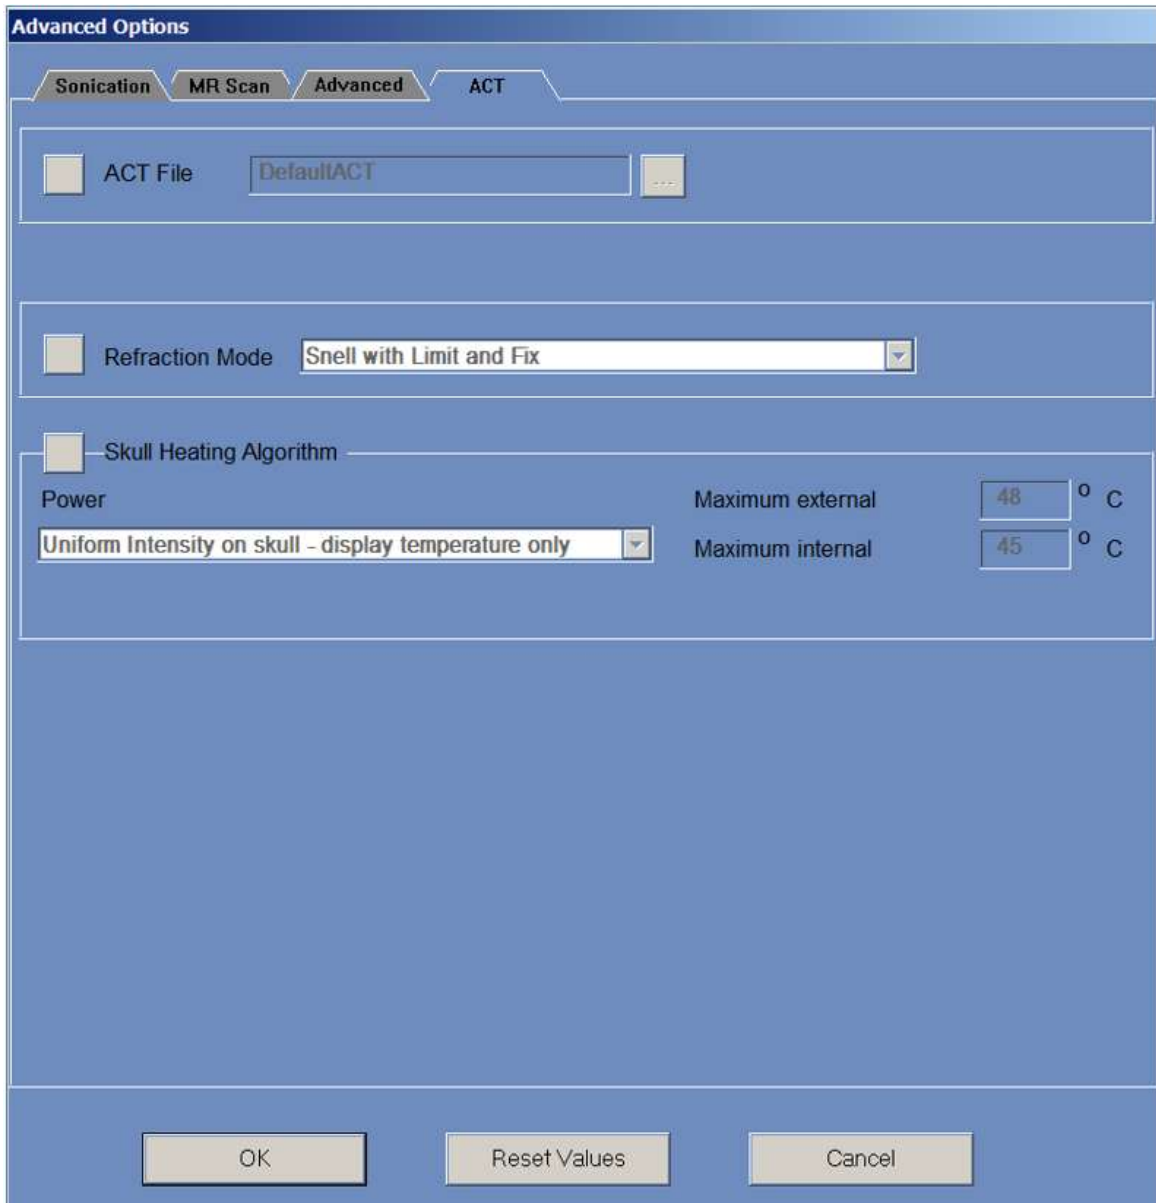 Advanced Options
Sonication MR Scan Advanced ACT
ACT File DefaultACT ...
Refraction Mode Snell with Limit and Fix
Skull Heating Algorithm
Power Maximum external 48 o C
Uniform Intensity on skull - display temperature only Maximum internal 45 o C
OK Reset Values Cancel